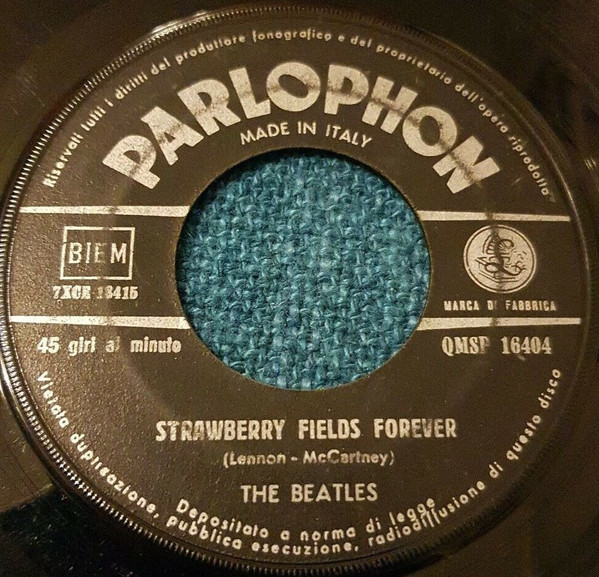 Riservati tutti i diritti del produttore fonografico e del proprietario dell'opera riprodotta
PARLOPHON
MADE IN ITALY
BIEM
7XCE 18415
MARCA DI FABBRICA
45 giri al minuto
QMSP 16404
STRAWBERRY FIELDS FOREVER
(Lennon - McCartney)
THE BEATLES
Depositato a norma di legge
Vietata duplicazione, pubblica esecuzione, radiodiffusione di questo disco